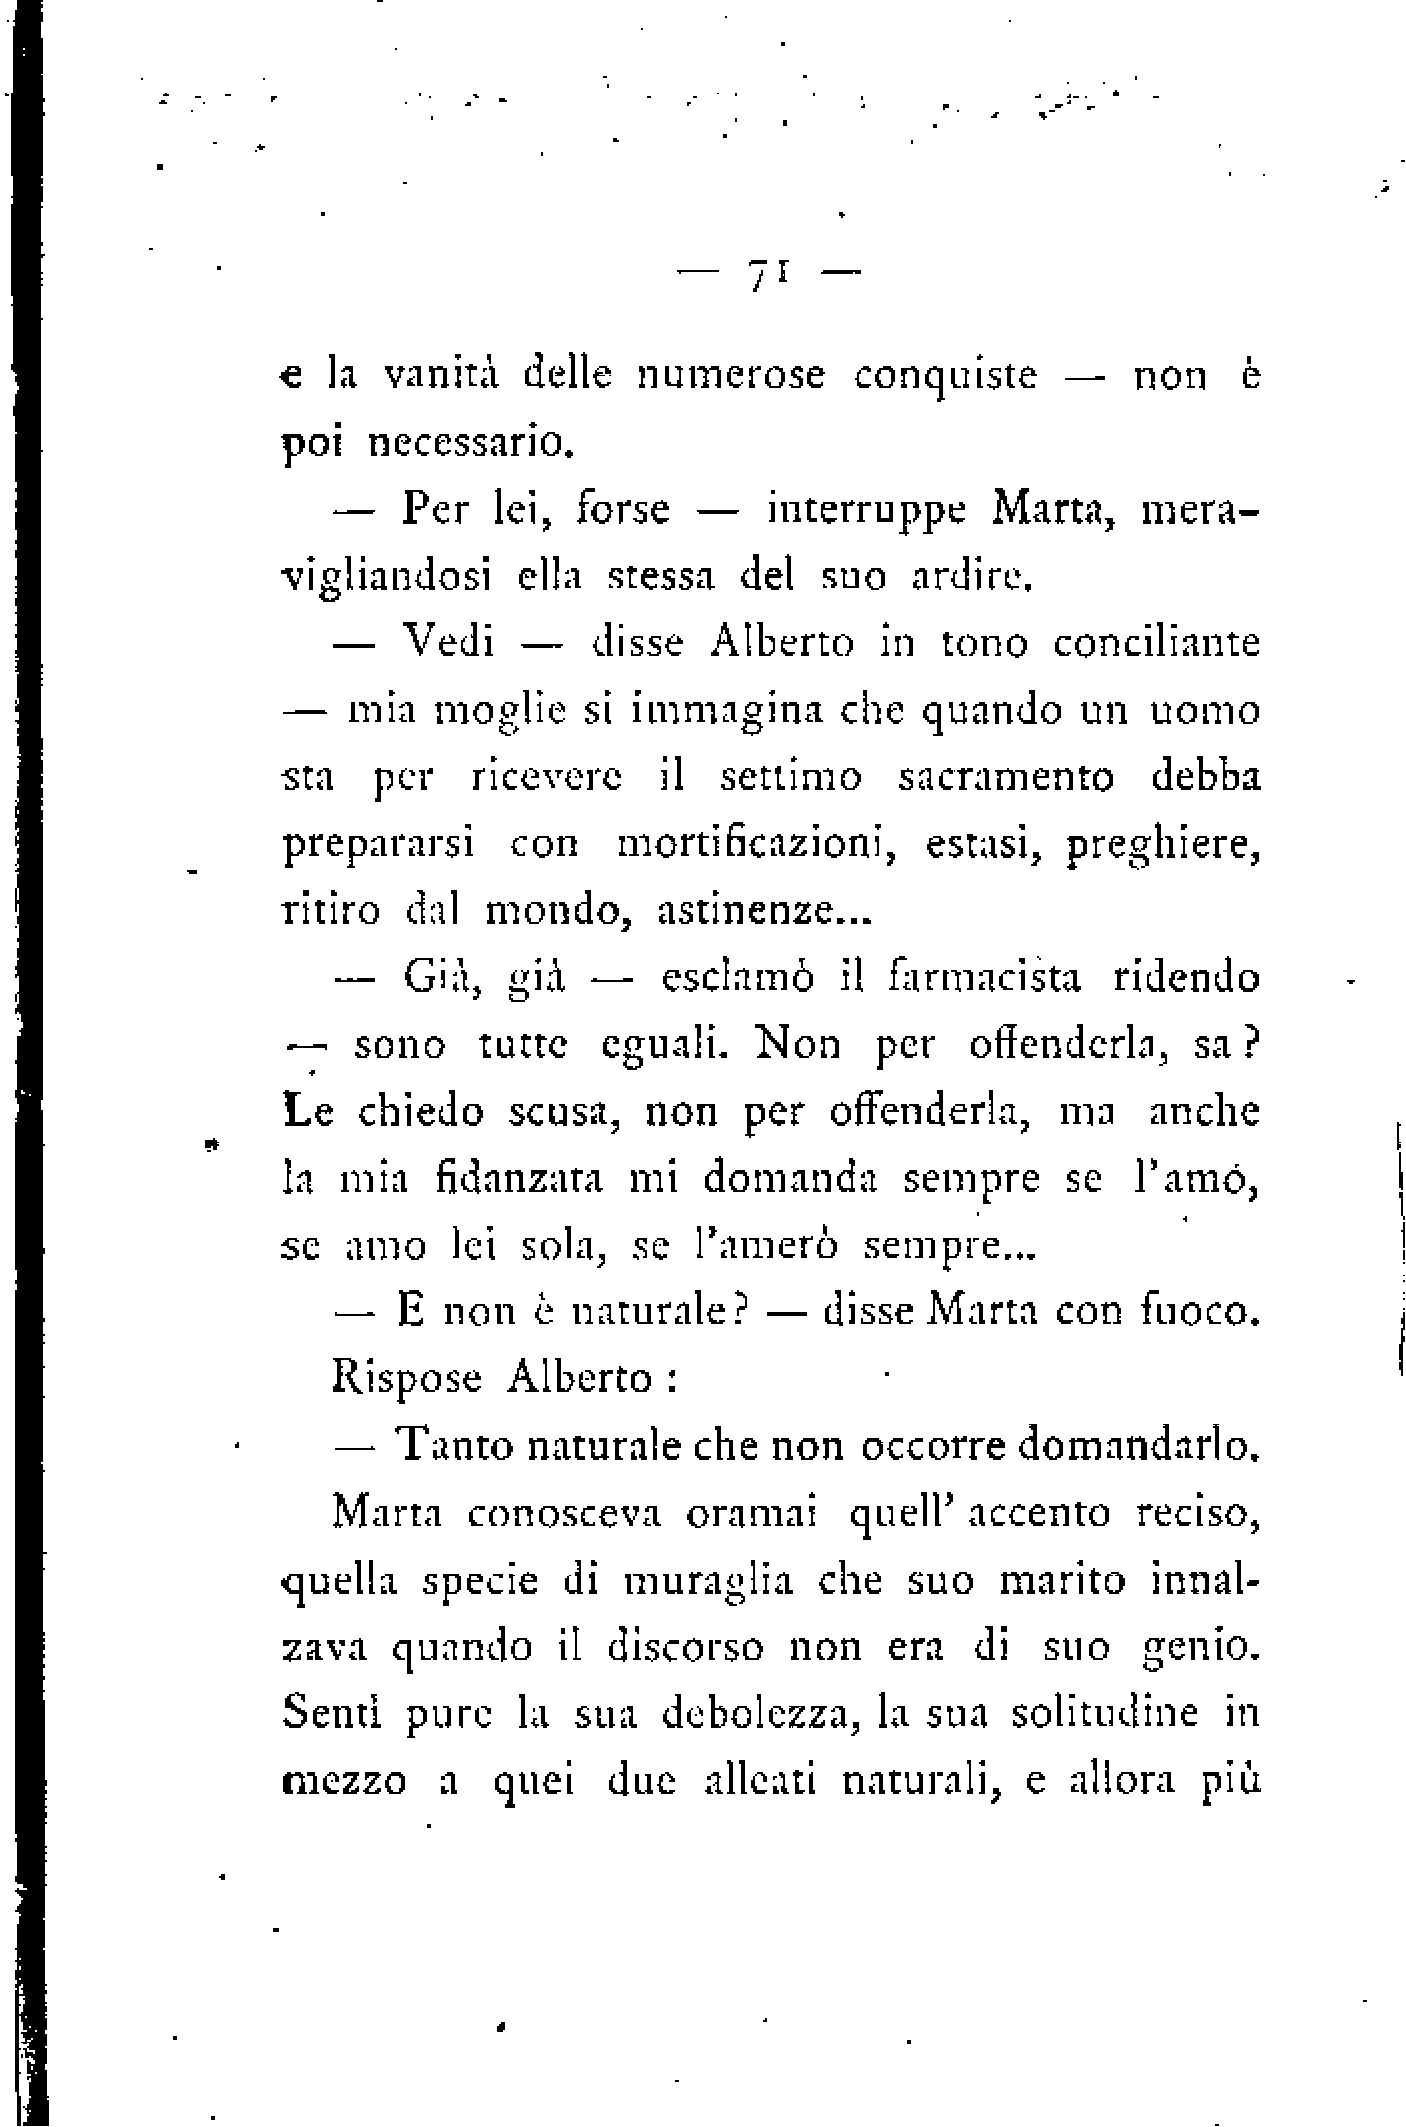 — 71 —
e la vanità delle numerose conquiste — non è
poi necessario.
— Per lei, forse — interruppe Marta, mera-
vigliandosi ella stessa del suo ardire.
— Vedi — disse Alberto in tono conciliante
— mia moglie si immagina che quando un uomo
sta per ricevere il settimo sacramento debba
prepararsi con mortificazioni, estasi, preghiere,
ritiro dal mondo, astinenze...
— Già, già — esclamò il farmacista ridendo
— sono tutte eguali. Non per offenderla, sa?
Le chiedo scusa, non per offenderla, ma anche
la mia fidanzata mi domanda sempre se l'amo,
se amo lei sola, se l'amerò sempre...
— E non è naturale? — disse Marta con fuoco.
Rispose Alberto:
— Tanto naturale che non occorre domandarlo.
Marta conosceva oramai quell' accento reciso,
quella specie di muraglia che suo marito innal-
zava quando il discorso non era di suo genio.
Sentì pure la sua debolezza, la sua solitudine in
mezzo a quei due alleati naturali, e allora più